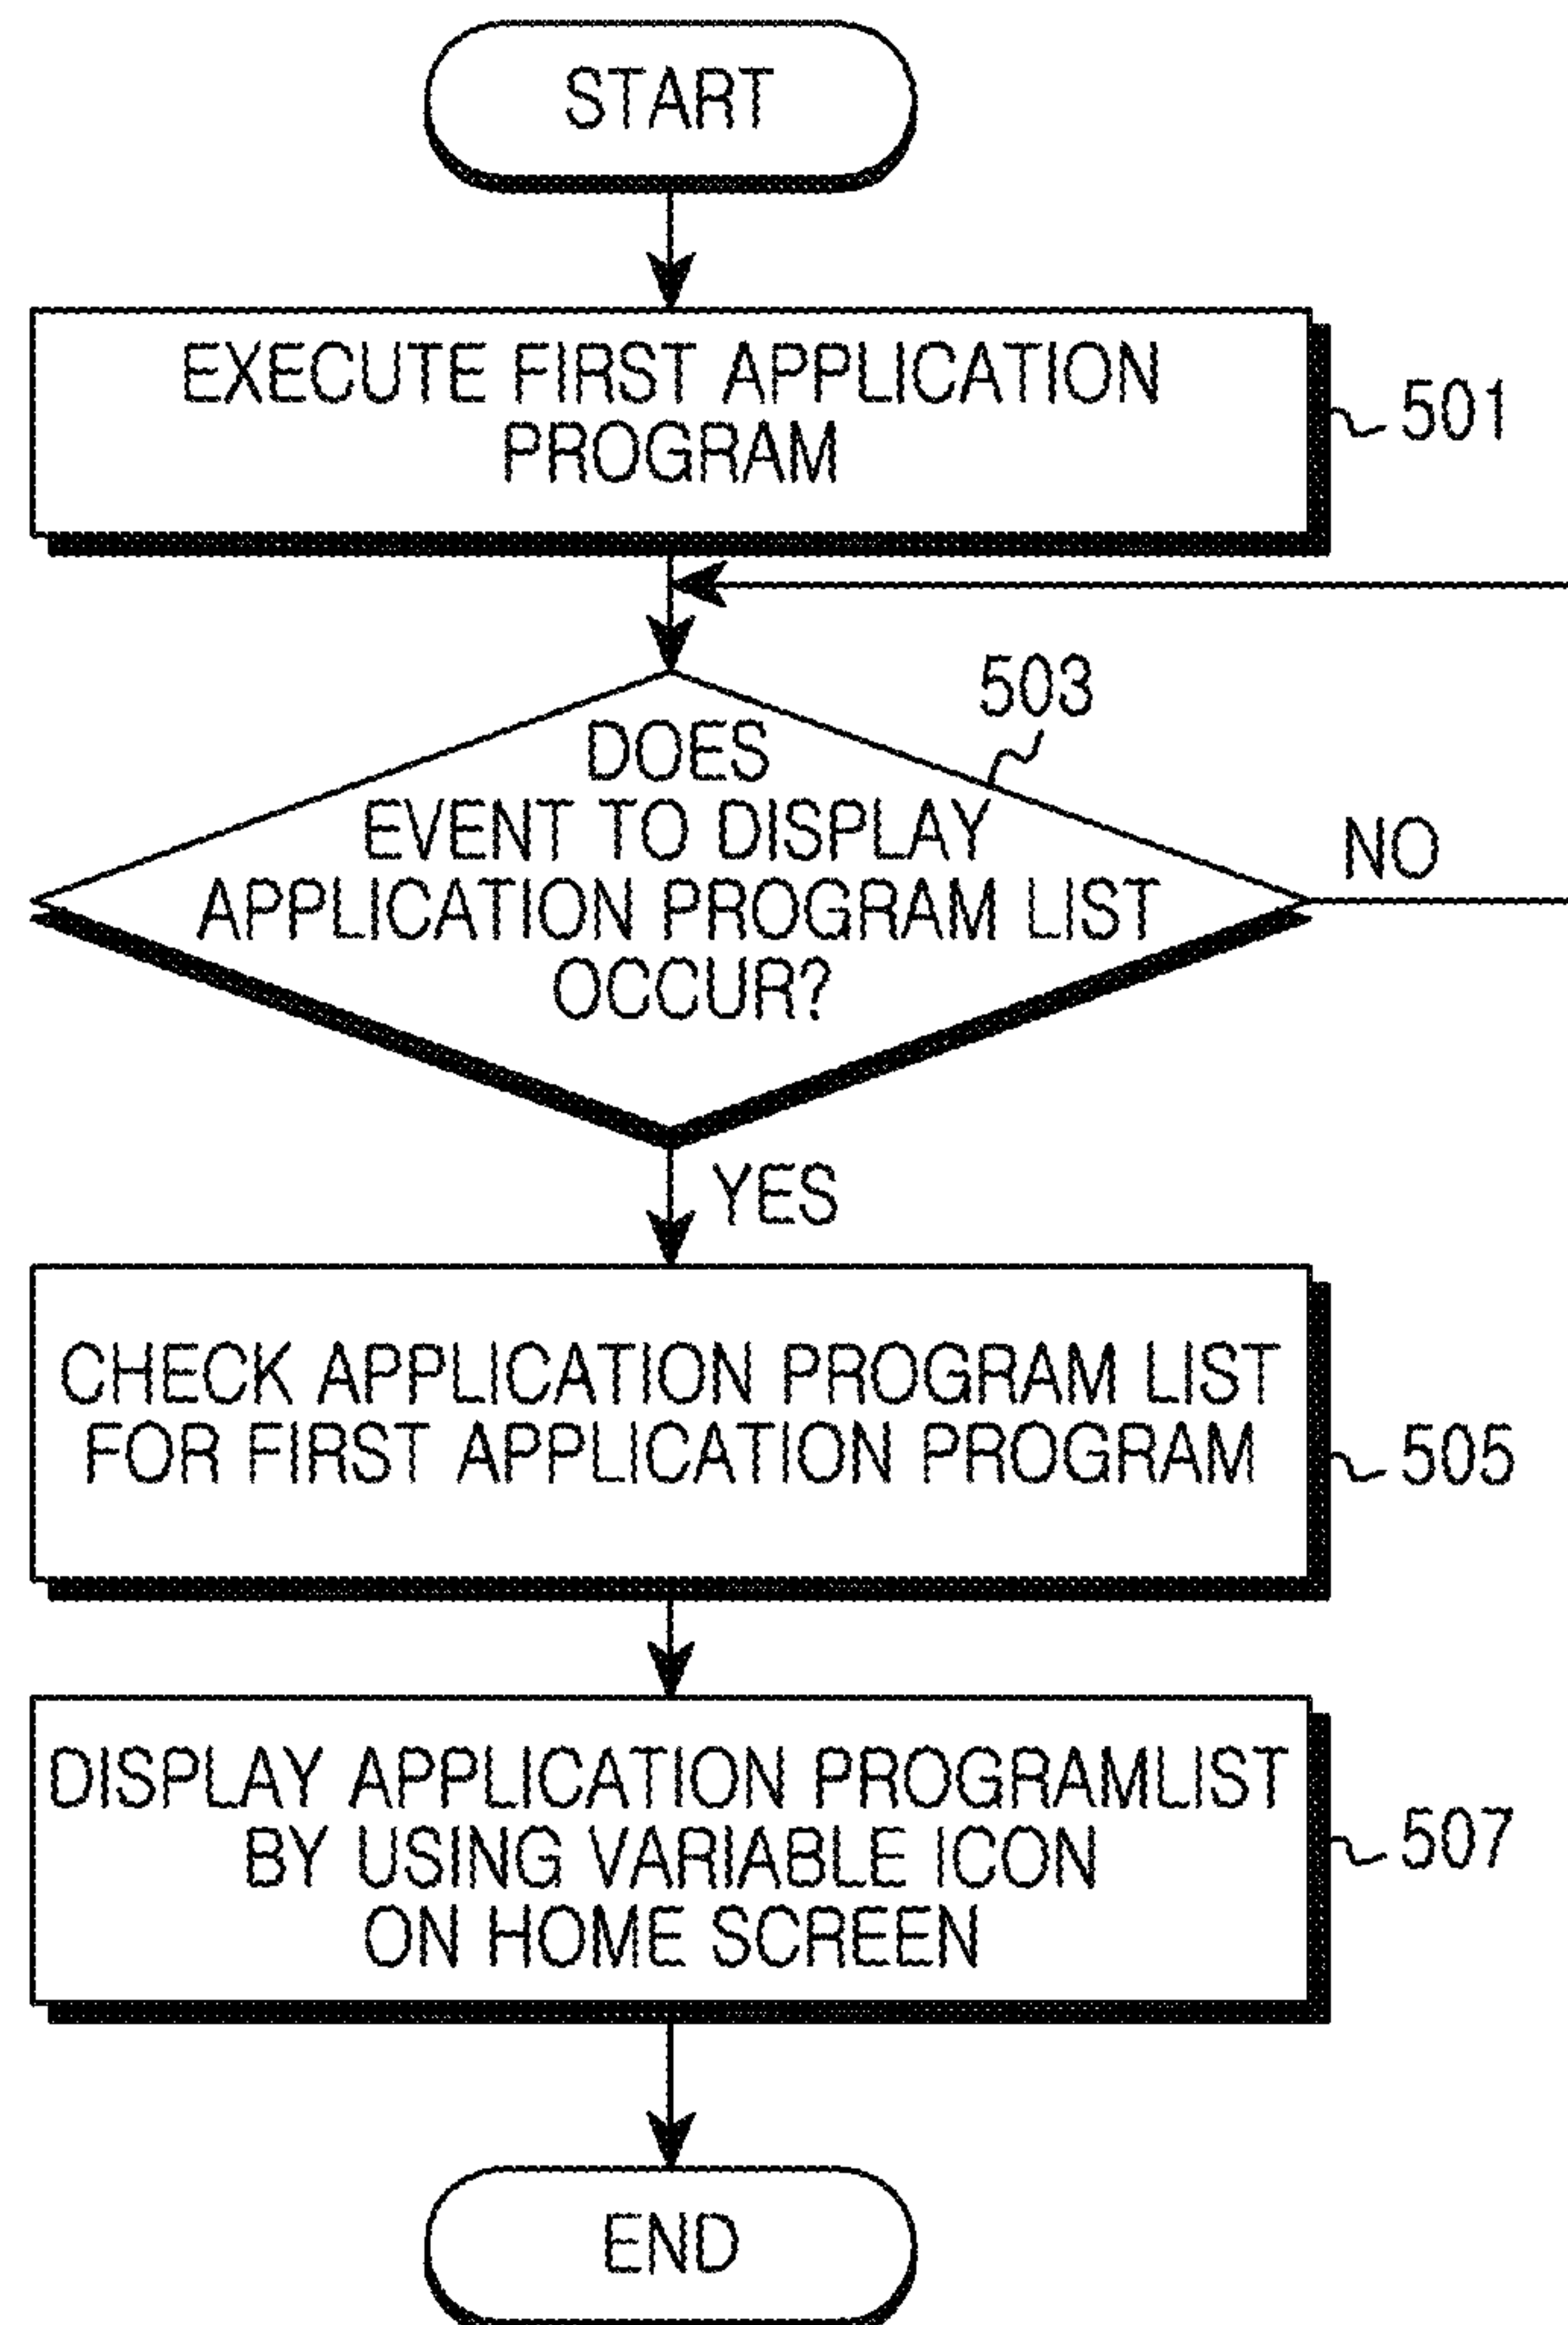 START
EXECUTE FIRST APPLICATION
PROGRAM
501
503
DOES
EVENT TO DISPLAY
APPLICATION PROGRAM LIST
OCCUR?
NO
YES
CHECK APPLICATION PROGRAM LIST
FOR FIRST APPLICATION PROGRAM
505
DISPLAY APPLICATION PROGRAMLIST
BY USING VARIABLE ICON
ON HOME SCREEN
507
END